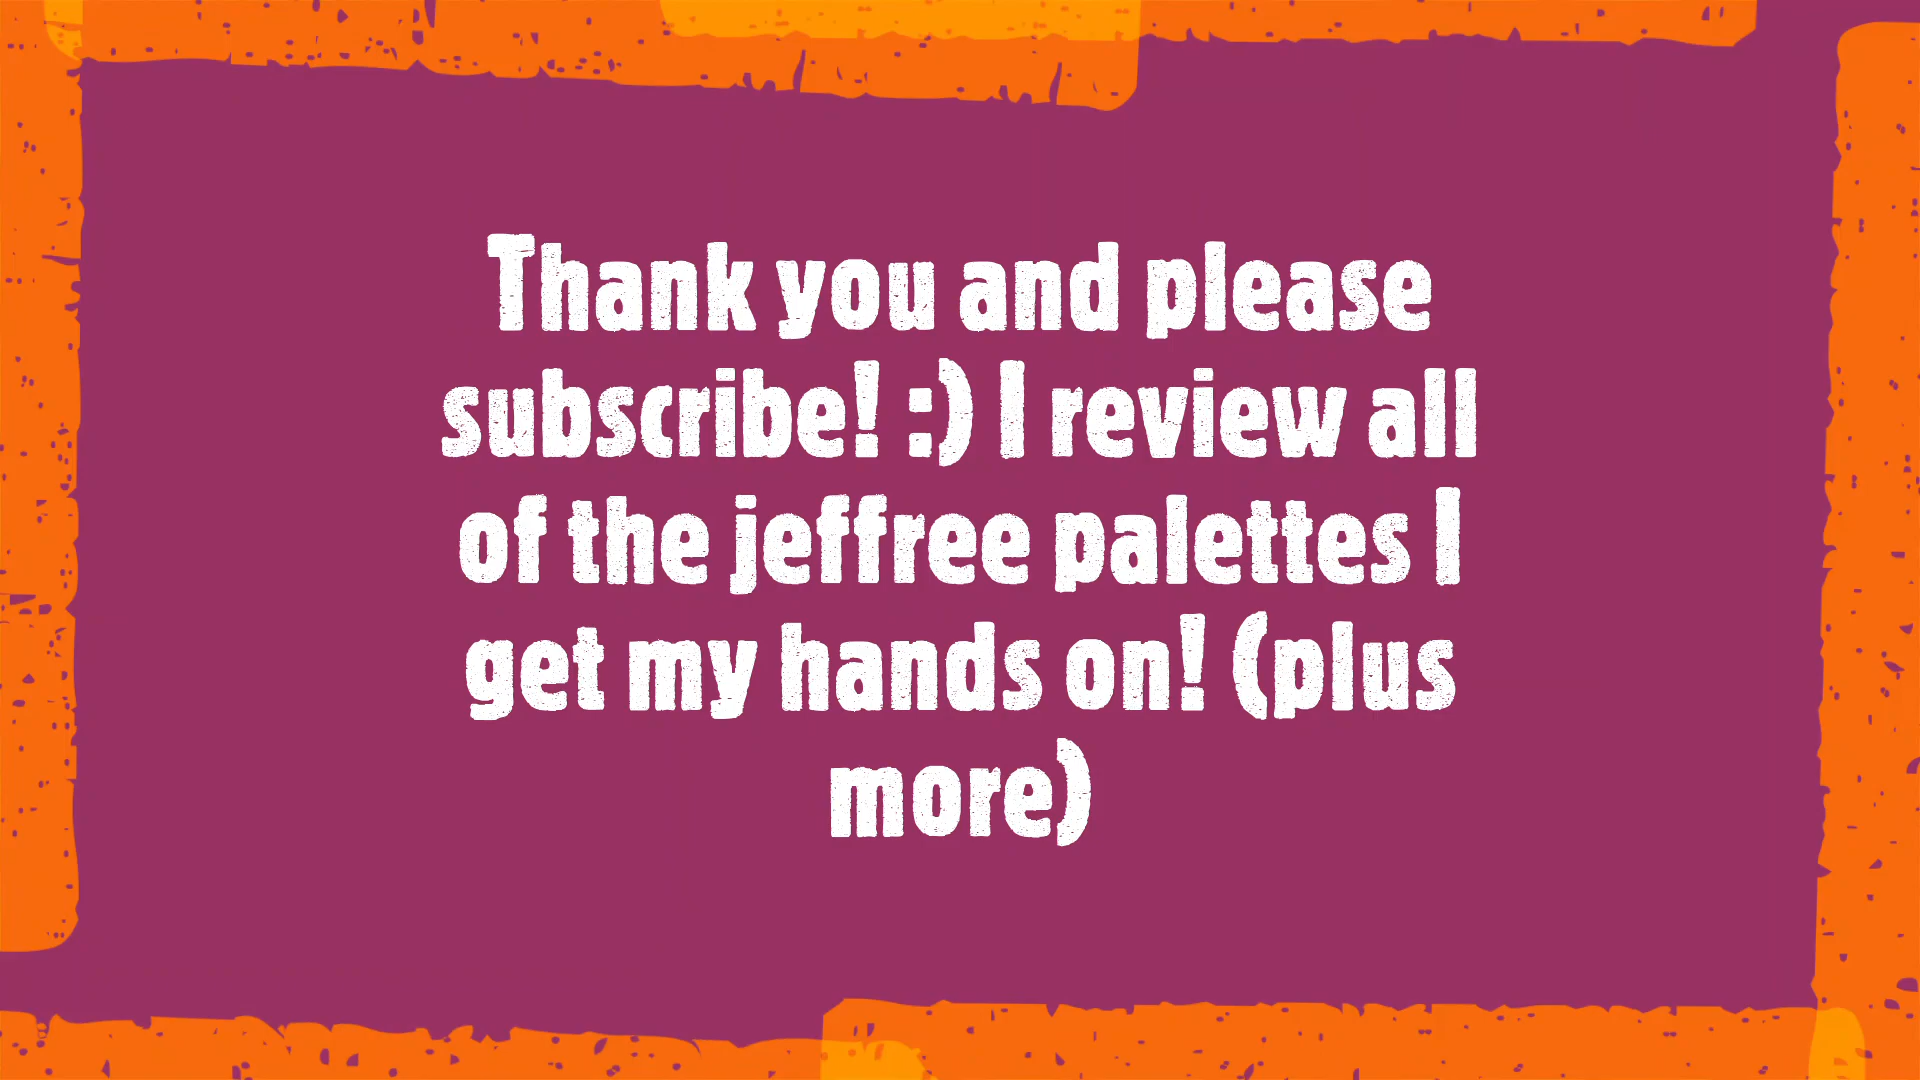 Thank you and please
subscribe! :) I review all
of the jeffree palettes I
get my hands on! (plus
more)